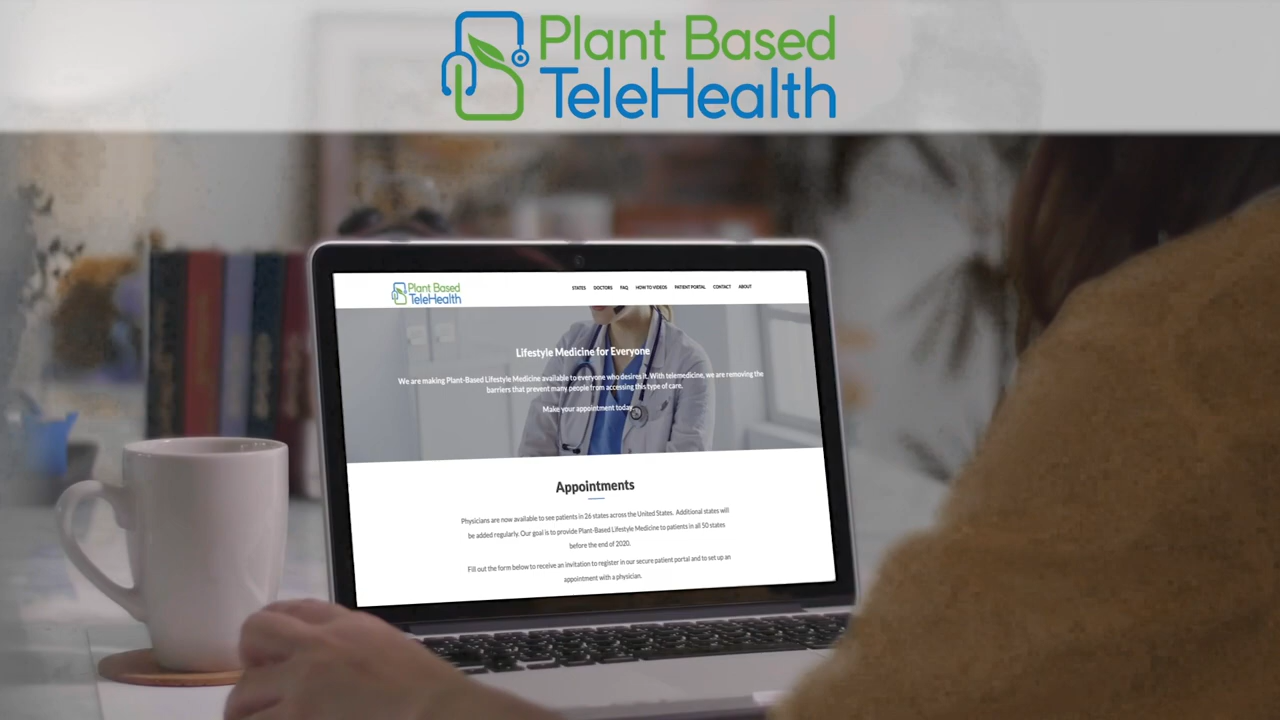 Plant Based
TeleHealth
Plant Based
TeleHealth
STATES DOCTORS FAQ HOW TO VIDEOS PATIENT PORTAL CONTACT ABOUT
Lifestyle Medicine for Everyone
We are making Plant-Based Lifestyle Medicine available to everyone who desires it. With telemedicine, we are removing the
barriers that prevent many people from accessing this type of care.
Make your appointment today
Appointments
Physicians are now available to see patients in 26 states across the United States. Additional states will
be added regularly. Our goal is to provide Plant-Based Lifestyle Medicine to patients in all 50 states
before the end of 2020.
Fill out the form below to receive an invitation to register in our secure patient portal and to set up an
appointment with a physician.